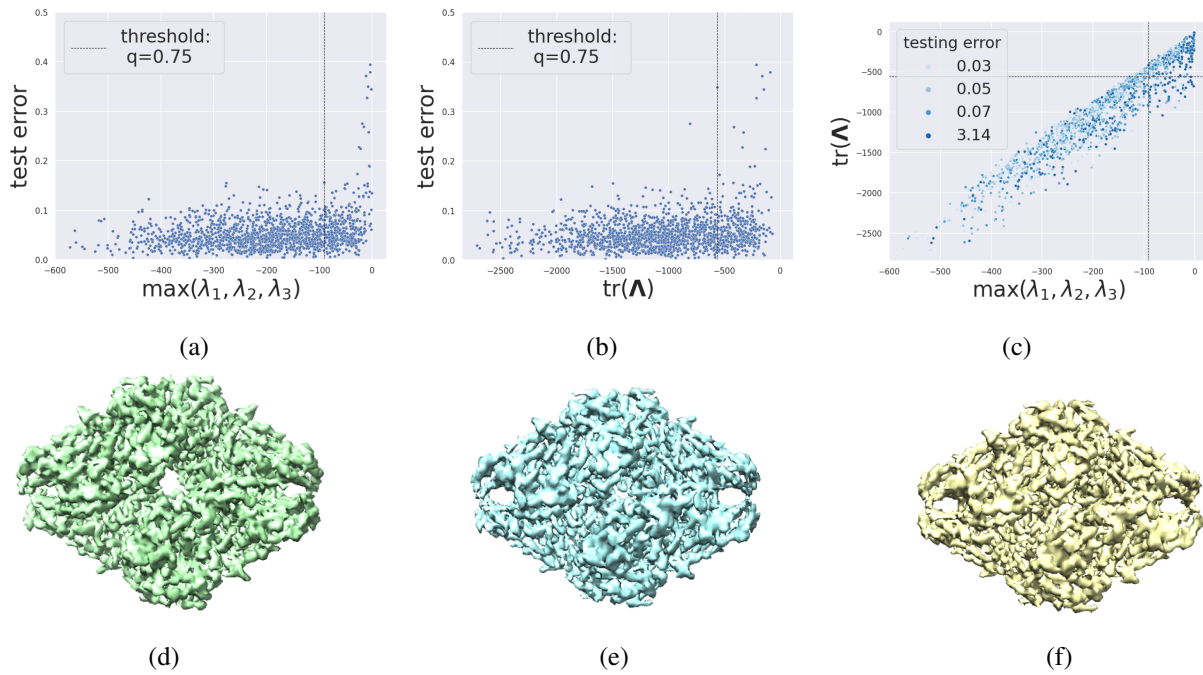 0.5
0.4
0.3
0.2
0.1
0.0
test error
threshold:
q=0.75
−600 −500 −400 −300 −200 −100 0
max(λ₁, λ₂, λ₃)
(a)
0.5
0.4
0.3
0.2
0.1
0.0
test error
threshold:
q=0.75
−2500 −2000 −1500 −1000 −500 0
tr(Λ)
(b)
0
−500
−1000
−1500
−2000
−2500
tr(Λ)
testing error
0.03
0.05
0.07
3.14
−600 −500 −400 −300 −200 −100 0
max(λ₁, λ₂, λ₃)
(c)
(d)
(e)
(f)